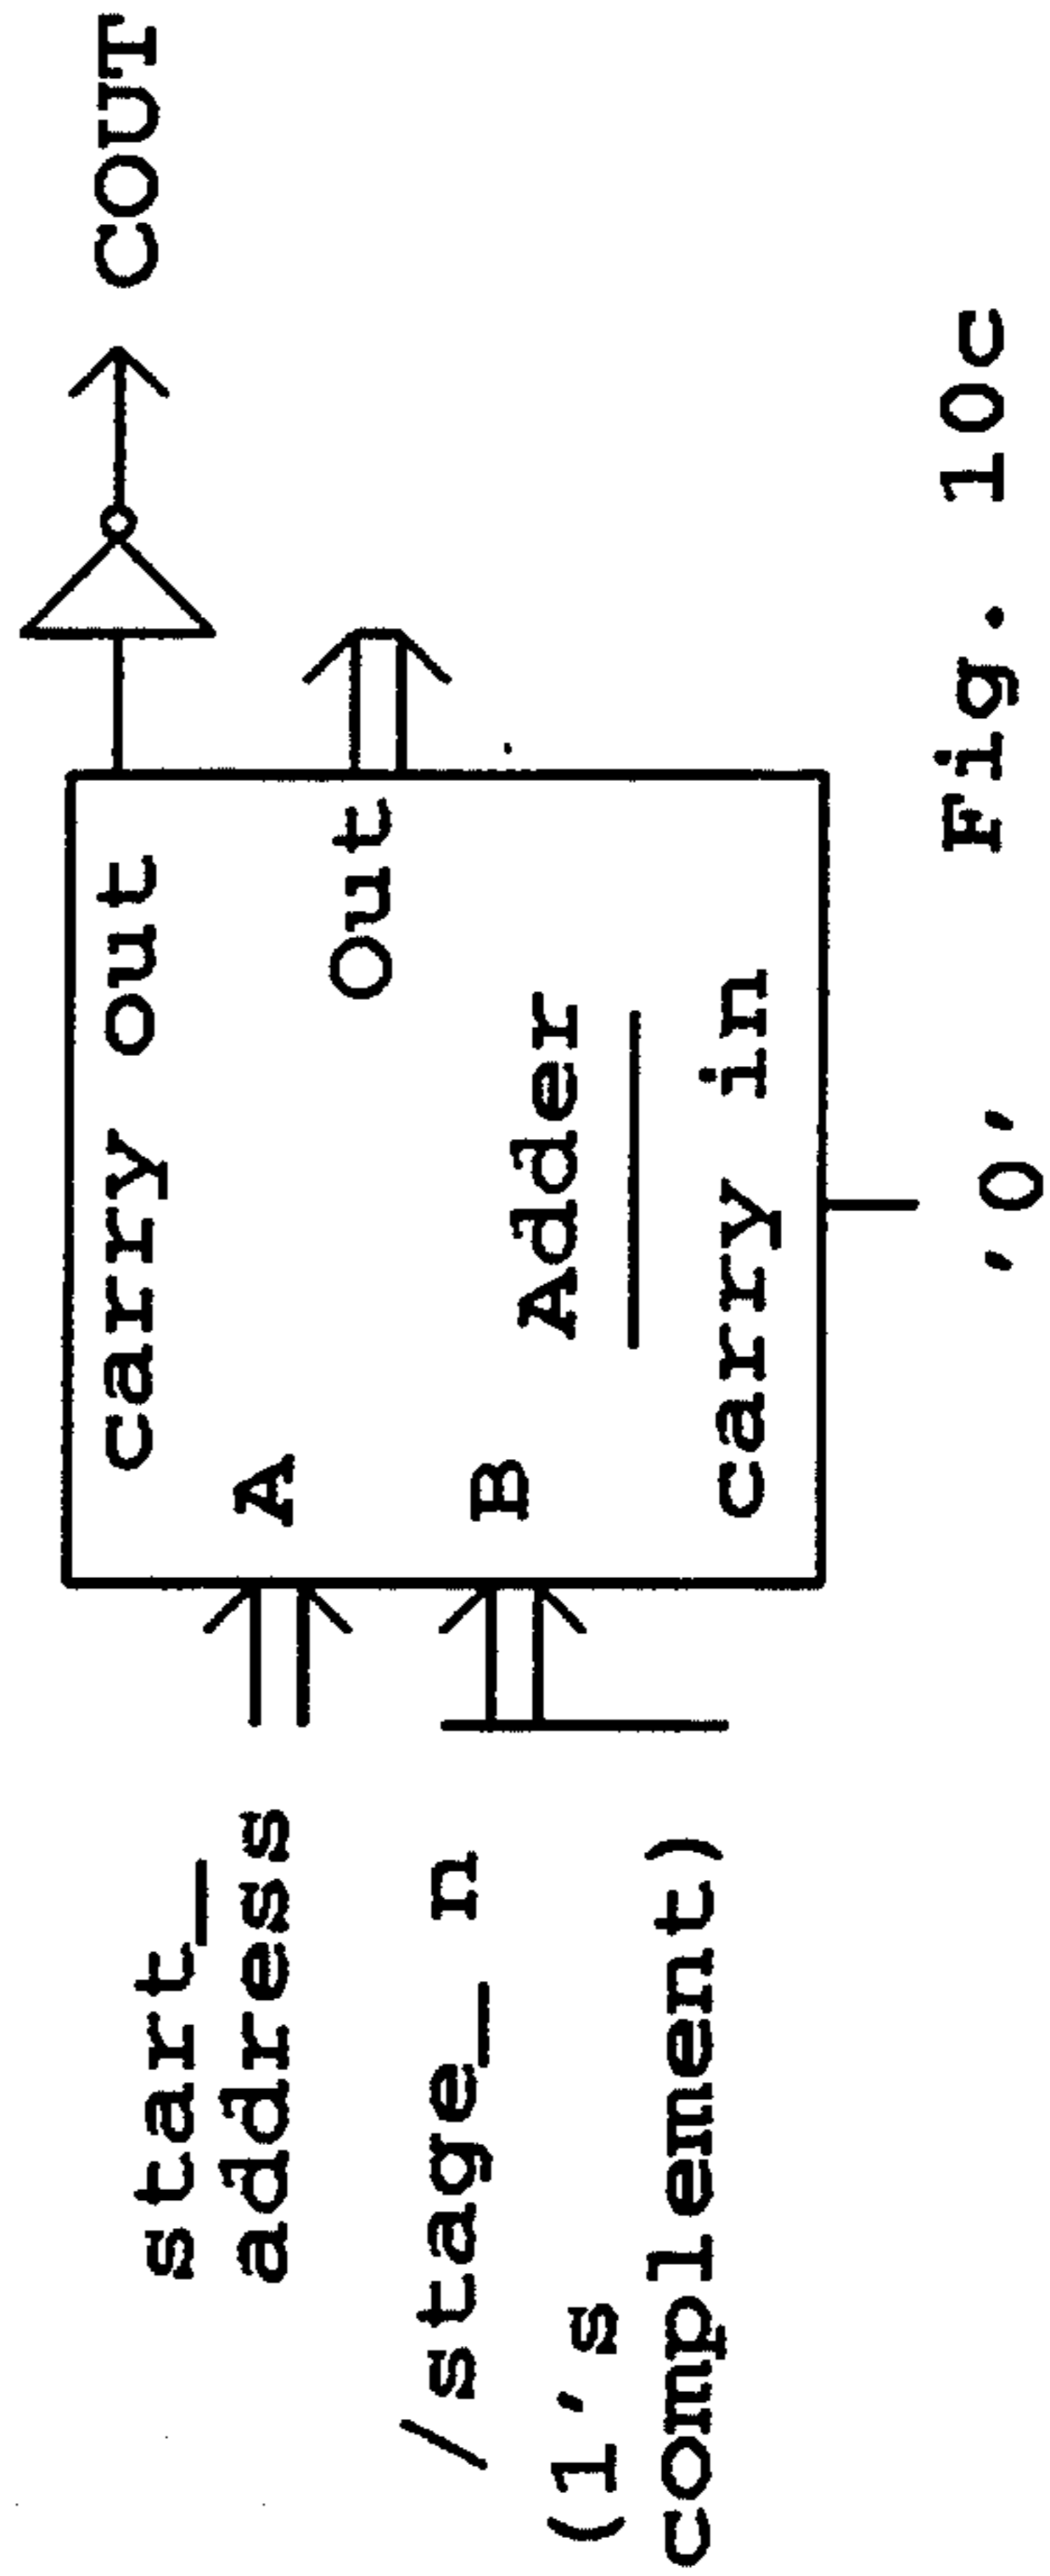 start_
address
/stage_ n
(1's
complement)
carry out
A
Out
B
Adder
carry in
'0'
COUT
Fig. 10c